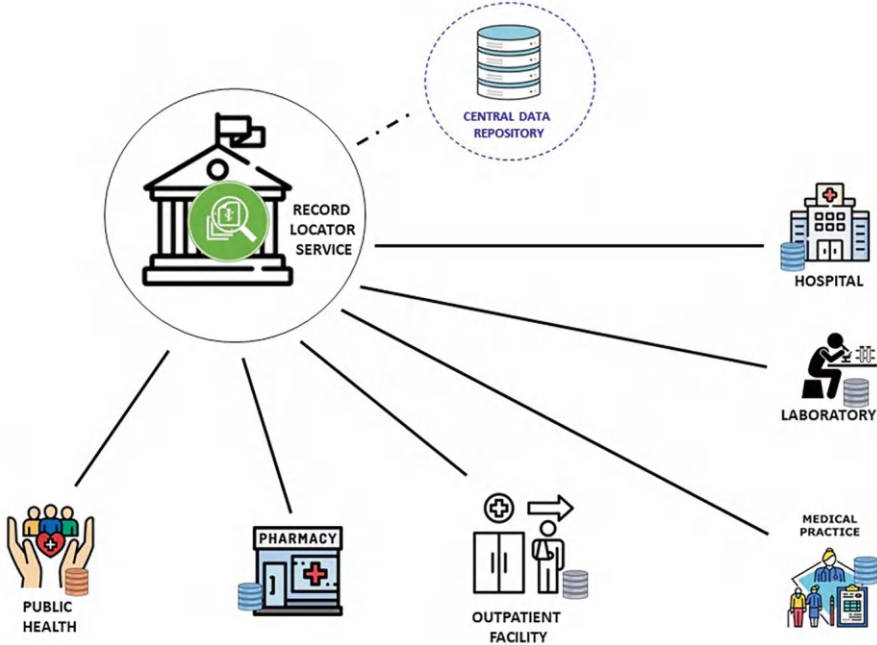 CENTRAL DATA
REPOSITORY
RECORD
LOCATOR
SERVICE
HOSPITAL
LABORATORY
MEDICAL
PRACTICE
PHARMACY
OUTPATIENT
FACILITY
PUBLIC
HEALTH